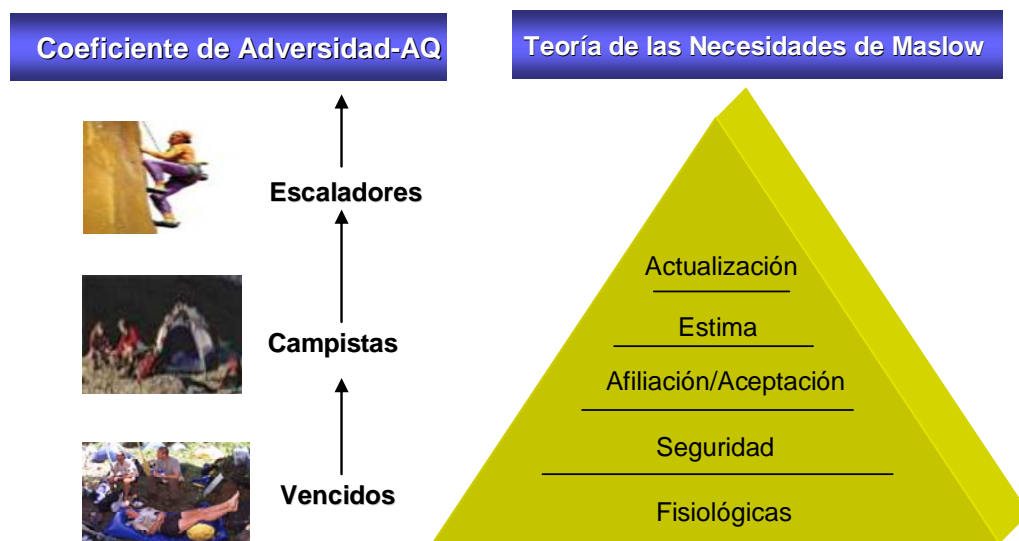 Coeficiente de Adversidad-AQ
Teoría de las Necesidades de Maslow
Escaladores
Campistas
Vencidos
Actualización
Estima
Afiliación/Aceptación
Seguridad
Fisiológicas